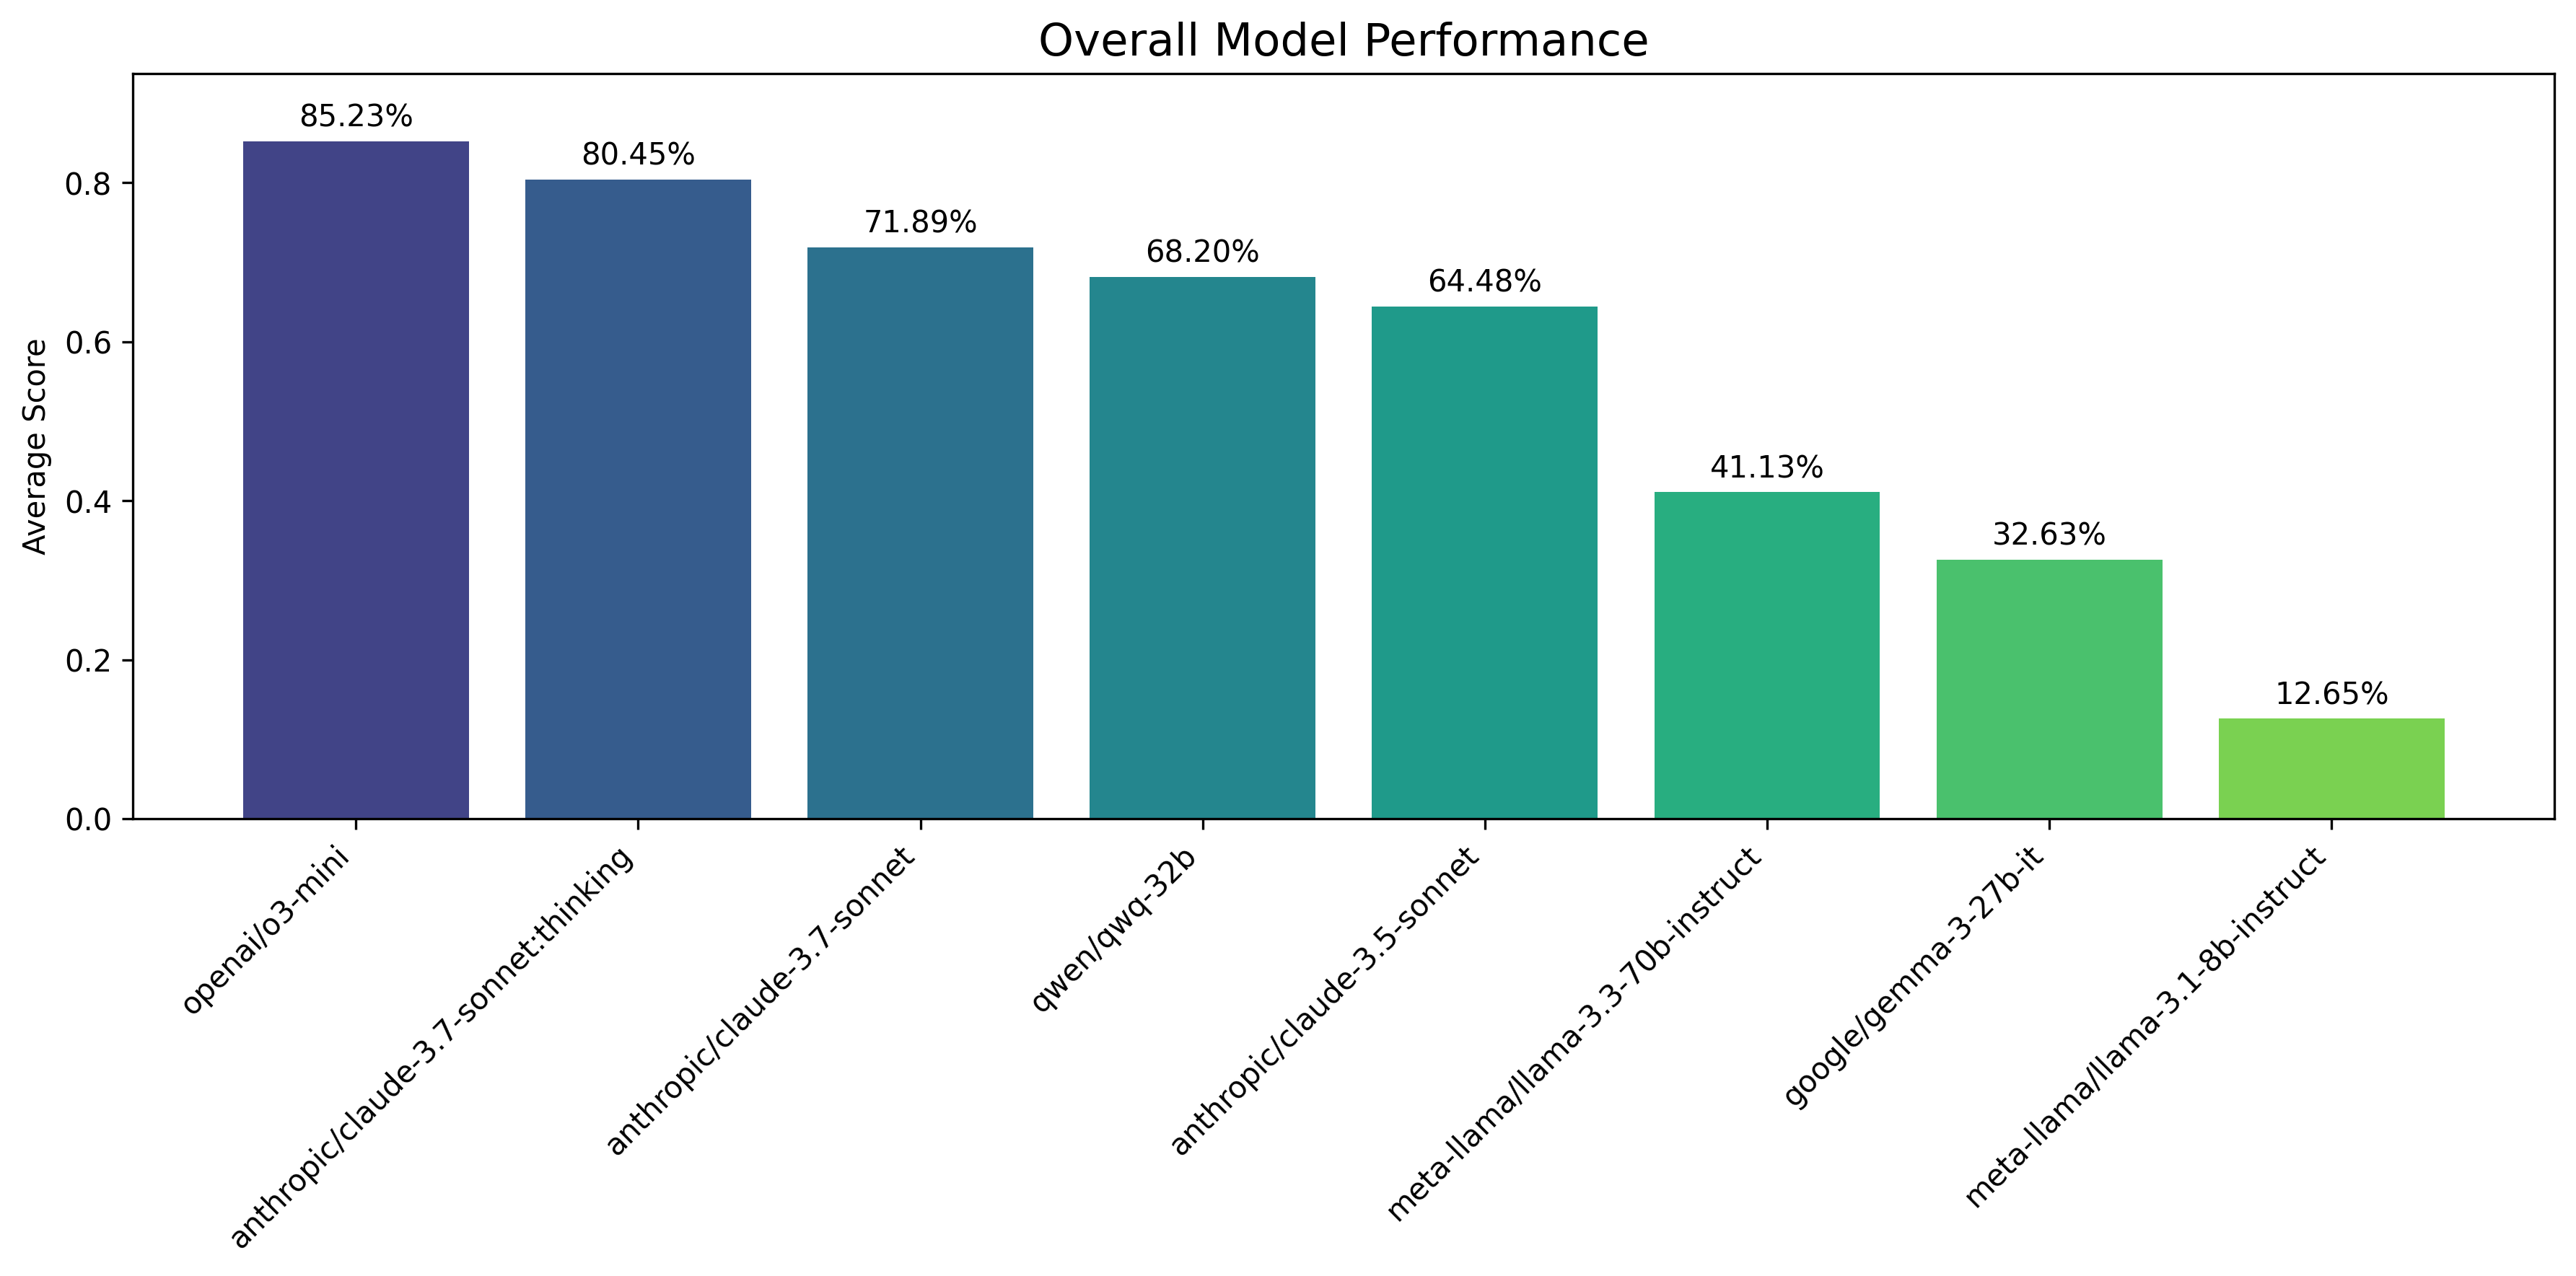 Overall Model Performance
Average Score
0.8
0.6
0.4
0.2
0.0
85.23%
80.45%
71.89%
68.20%
64.48%
41.13%
32.63%
12.65%
openai/o3-mini
anthropic/claude-3.7-sonnet:thinking
anthropic/claude-3.7-sonnet
qwen/qwq-32b
anthropic/claude-3.5-sonnet
meta-llama/llama-3.3-70b-instruct
google/gemma-3-27b-it
meta-llama/llama-3.1-8b-instruct